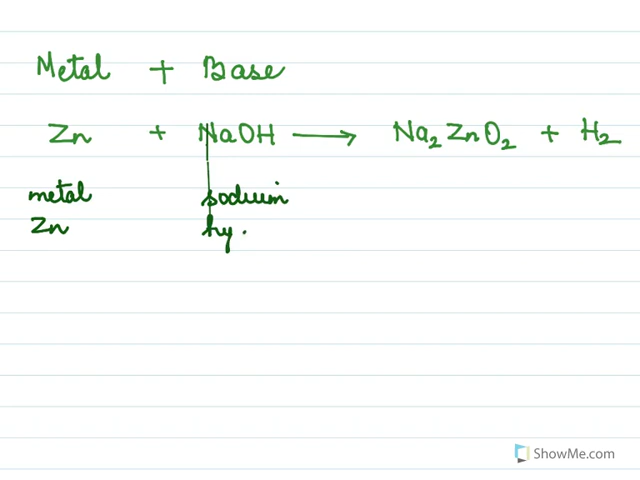 Metal + Base
Zn + NaOH → Na₂ZnO₂ + H₂
metal sodium
Zn hy.
ShowMe.com